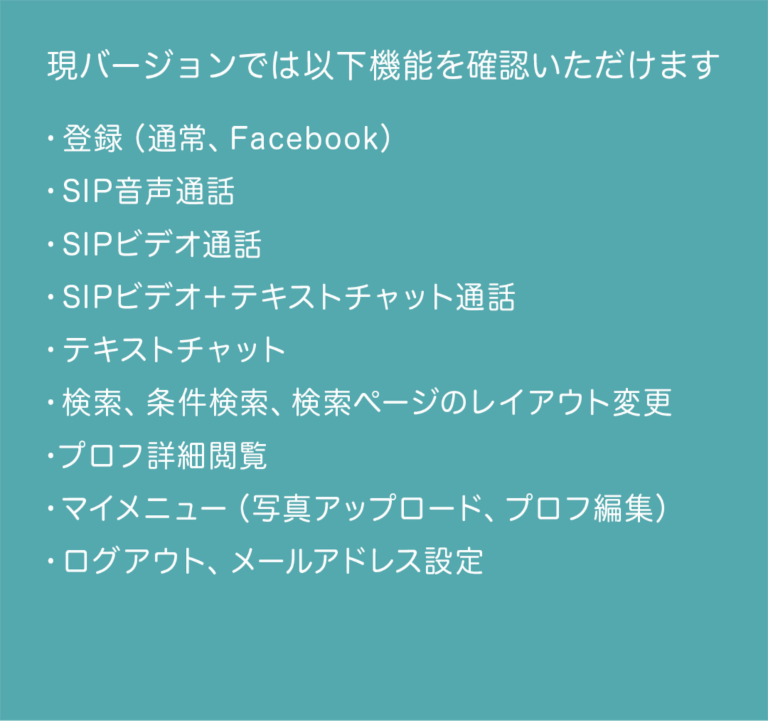 現バージョンでは以下機能を確認いただけます
・登録（通常、Facebook）
・SIP音声通話
・SIPビデオ通話
・SIPビデオ＋テキストチャット通話
・テキストチャット
・検索、条件検索、検索ページのレイアウト変更
・プロフ詳細閲覧
・マイメニュー（写真アップロード、プロフ編集）
・ログアウト、メールアドレス設定